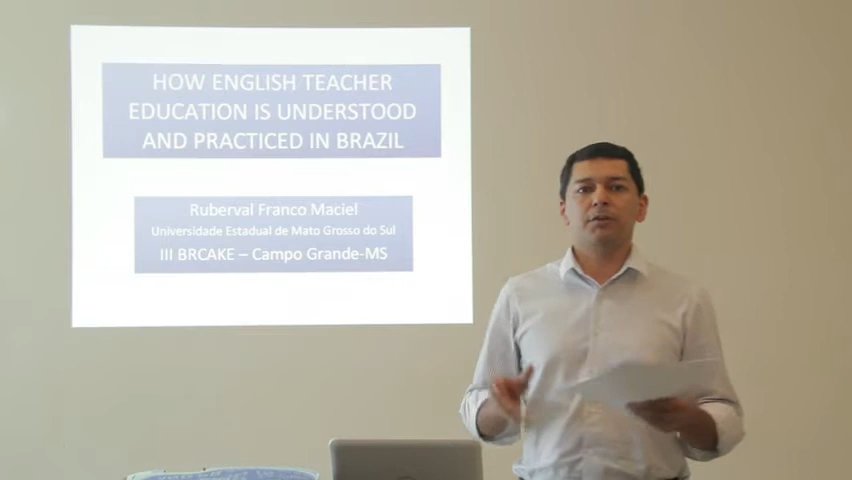 HOW ENGLISH TEACHER
EDUCATION IS UNDERSTOOD
AND PRACTICED IN BRAZIL
Ruberval Franco Maciel
Universidade Estadual de Mato Grosso do Sul
III BRCAKE – Campo Grande-MS